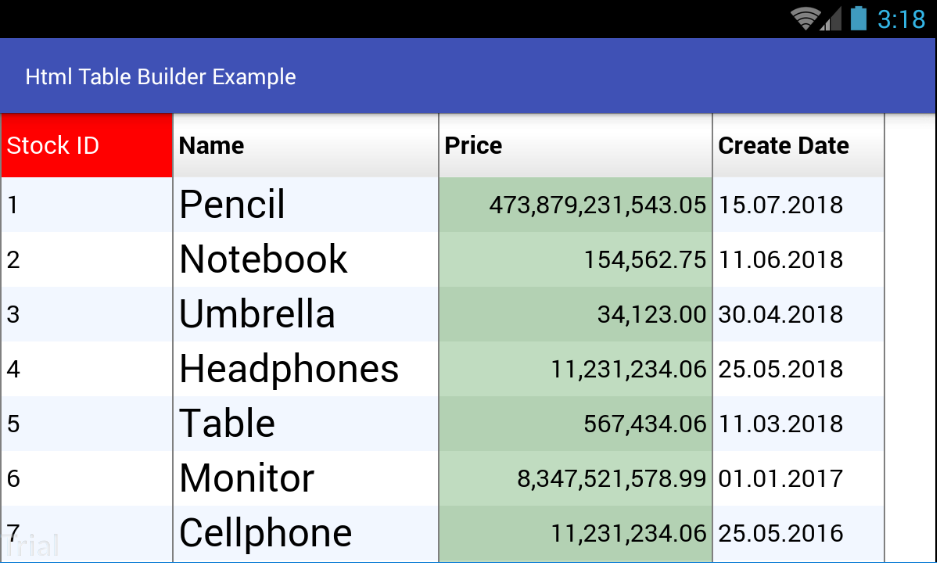 3:18
Html Table Builder Example
Stock ID Name Price Create Date
1 Pencil 473,879,231,543.05 15.07.2018
2 Notebook 154,562.75 11.06.2018
3 Umbrella 34,123.00 30.04.2018
4 Headphones 11,231,234.06 25.05.2018
5 Table 567,434.06 11.03.2018
6 Monitor 8,347,521,578.99 01.01.2017
7 Cellphone 11,231,234.06 25.05.2016
Trial